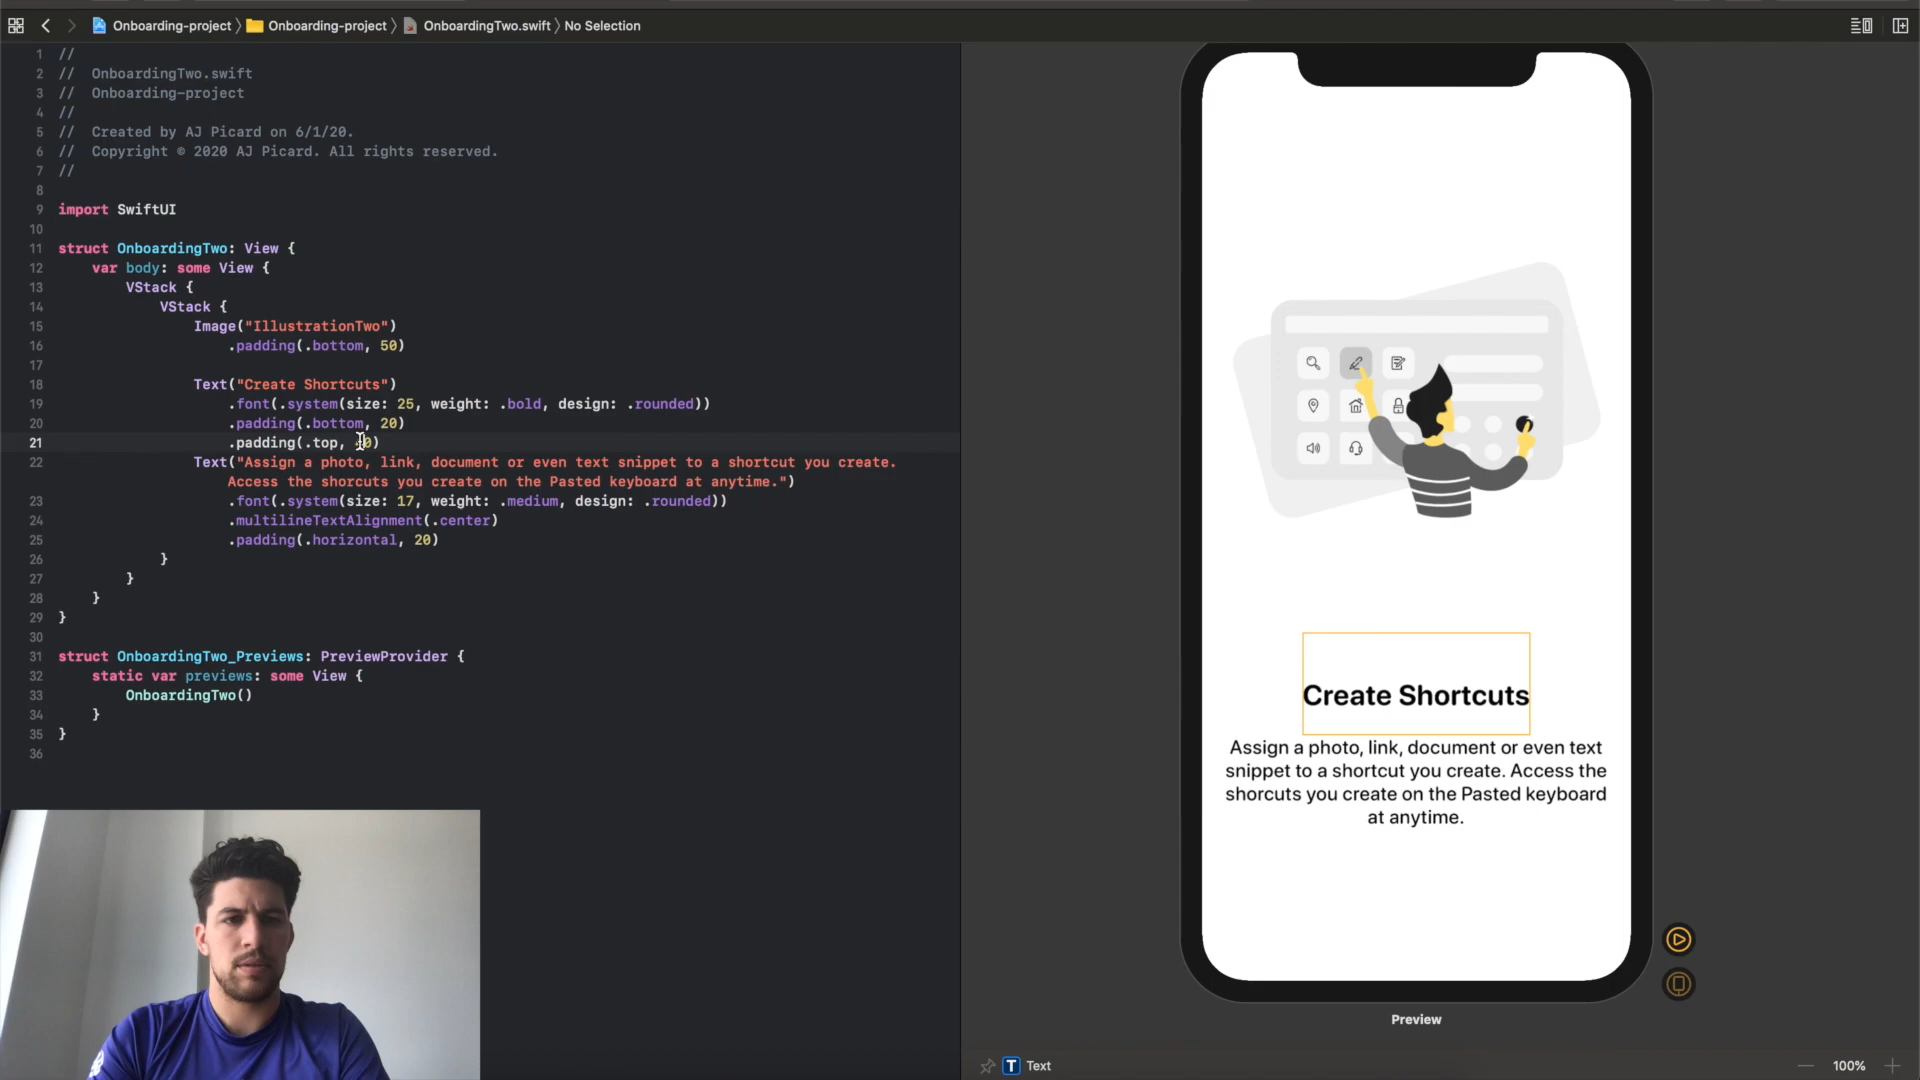 Onboarding-project 〉 Onboarding-project 〉 OnboardingTwo.swift 〉 No Selection
1 //
2 // OnboardingTwo.swift
3 // Onboarding-project
4 //
5 // Created by AJ Picard on 6/1/20.
6 // Copyright © 2020 AJ Picard. All rights reserved.
7 //
8
9 import SwiftUI
10
11 struct OnboardingTwo: View {
12 var body: some View {
13 VStack {
14 VStack {
15 Image("IllustrationTwo")
16 .padding(.bottom, 50)
17
18 Text("Create Shortcuts")
19 .font(.system(size: 25, weight: .bold, design: .rounded))
20 .padding(.bottom, 20)
21 .padding(.top, 0)
22 Text("Assign a photo, link, document or even text snippet to a shortcut you create.
Access the shorcuts you create on the Pasted keyboard at anytime.")
23 .font(.system(size: 17, weight: .medium, design: .rounded))
24 .multilineTextAlignment(.center)
25 .padding(.horizontal, 20)
26 }
27 }
28 }
29 }
30
31 struct OnboardingTwo_Previews: PreviewProvider {
32 static var previews: some View {
33 OnboardingTwo()
34 }
35 }
36
Create Shortcuts
Assign a photo, link, document or even text
snippet to a shortcut you create. Access the
shorcuts you create on the Pasted keyboard
at anytime.
Preview
T Text
100%